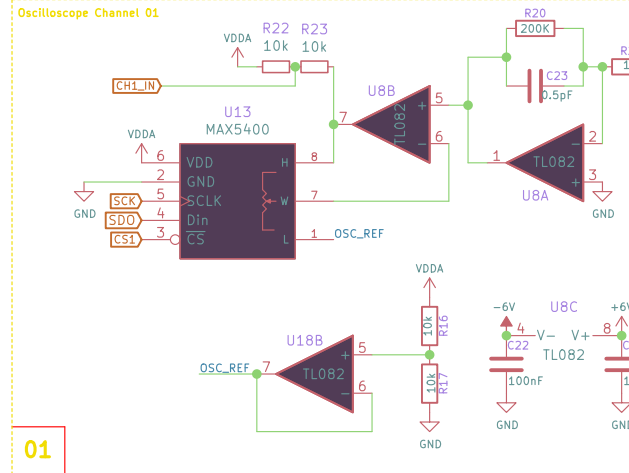 Oscilloscope Channel 01
R22 R23
10k 10k
VDDA
CH1_IN
R20
200K
C23
0.5pF
U8B
TL082
+ 5
− 6
7
2
−
1
TL082
+ 3
U8A
GND
U13
MAX5400
VDDA
6 VDD
2 GND
5 SCLK
4 Din
3 CS
H 8
W 7
L 1
GND
SCK
SDO
CS1
OSC_REF
VDDA
10k R16
10k R17
GND
U18B
OSC_REF
7
TL082
+ 5
− 6
-6V
U8C
4 V− V+ 8
TL082
C22
100nF
GND
01